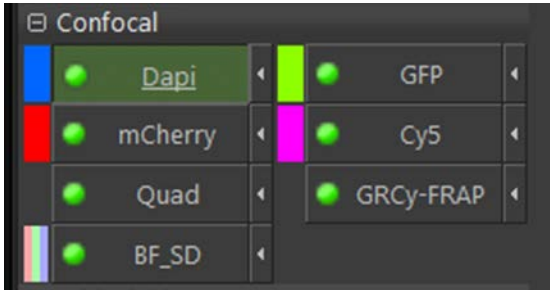 Confocal
Dapi GFP
mCherry Cy5
Quad GRCy-FRAP
BF_SD